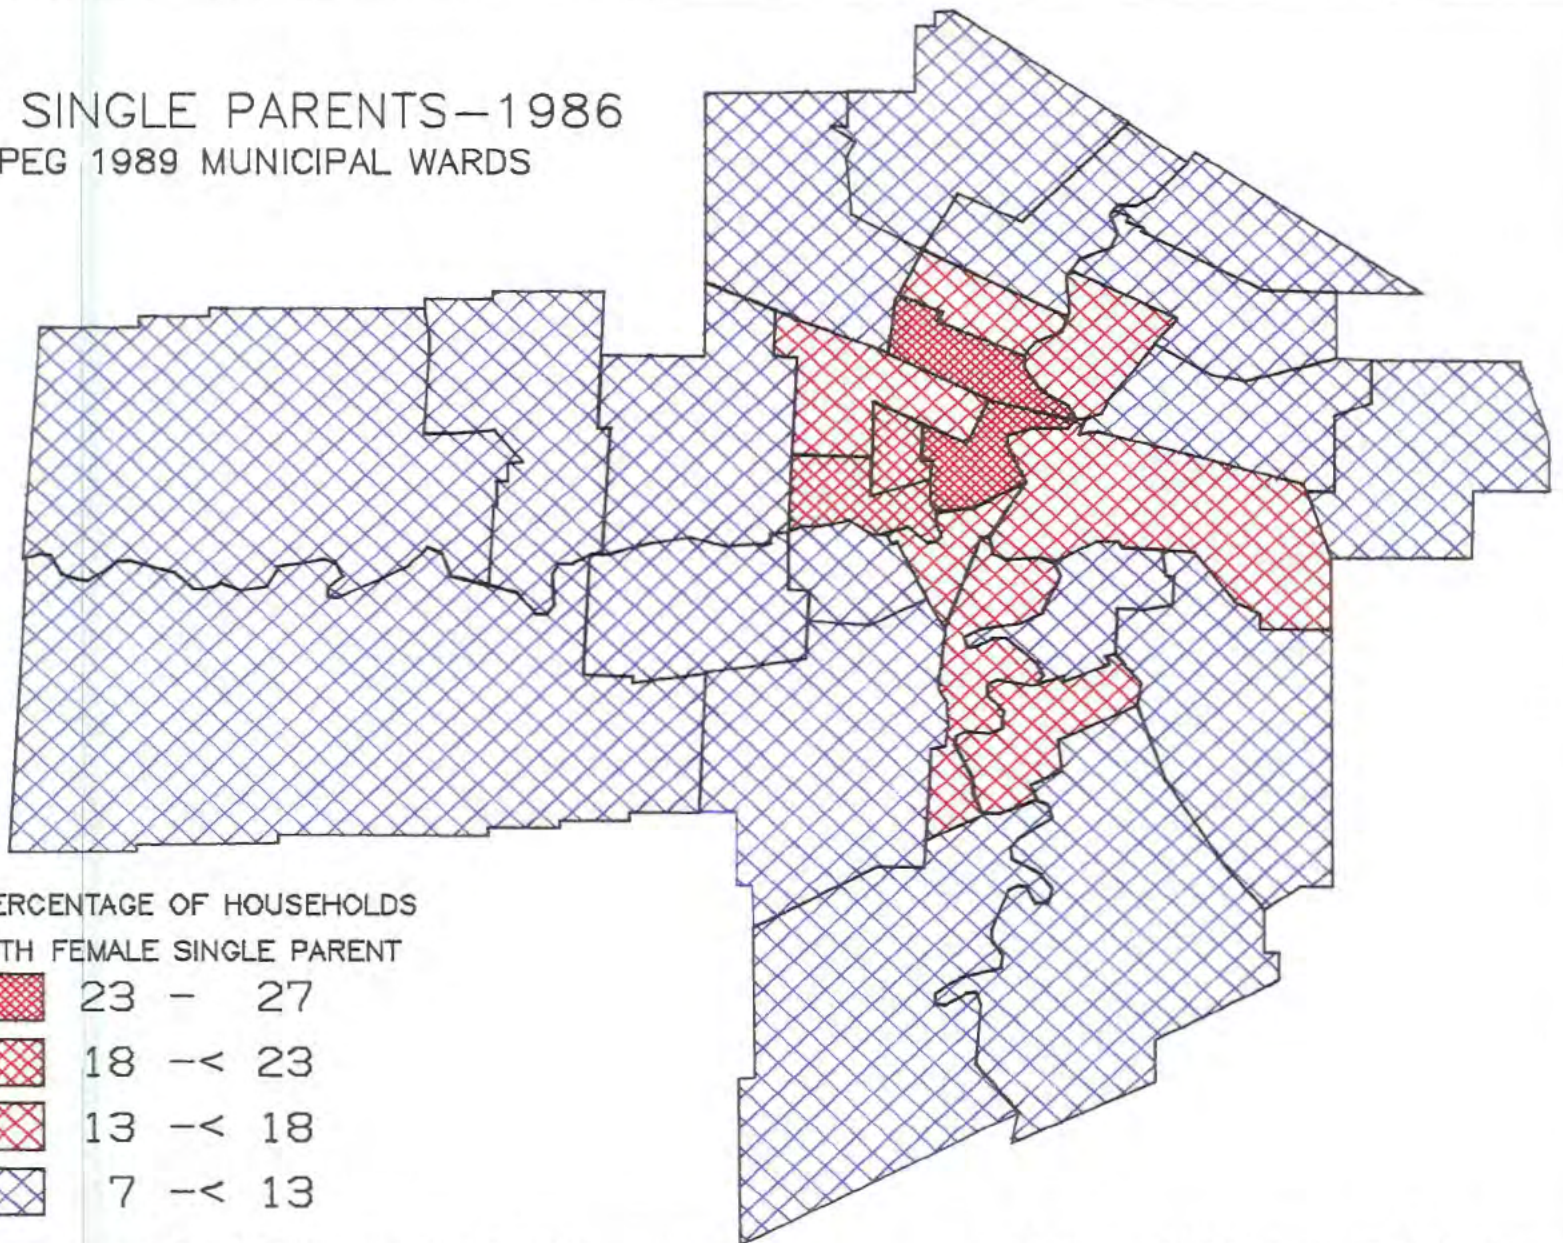 SINGLE PARENTS-1986
PEG 1989 MUNICIPAL WARDS
ERCENTAGE OF HOUSEHOLDS
TH FEMALE SINGLE PARENT
23 - 27
18 -< 23
13 -< 18
7 -< 13